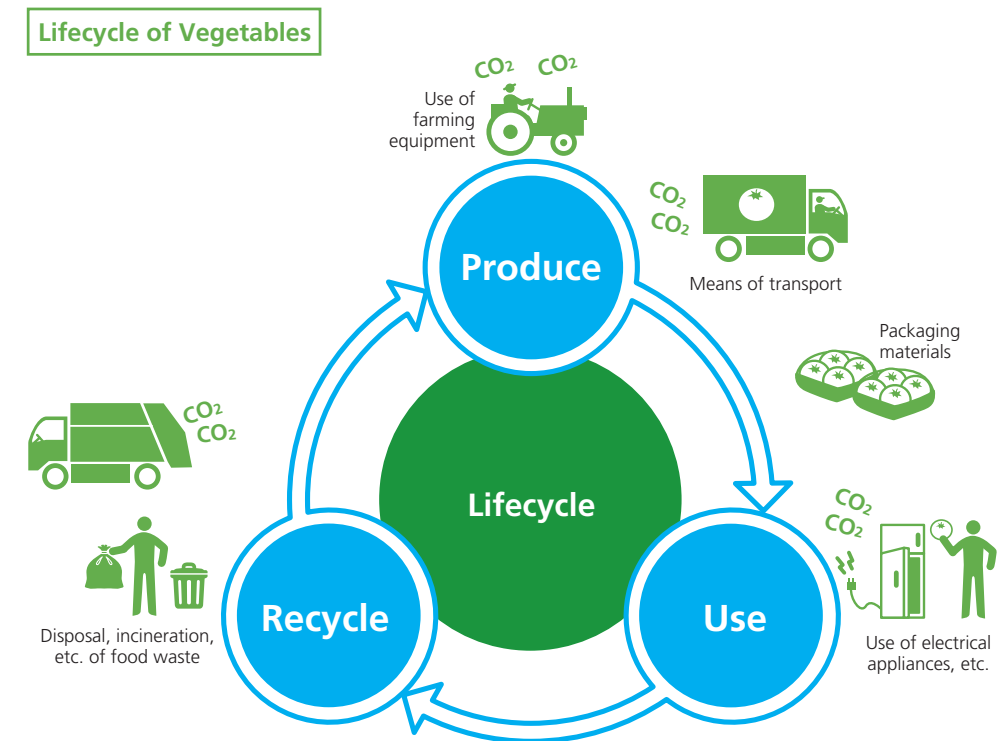 Lifecycle of Vegetables
CO₂ CO₂
Use of
farming
equipment
CO₂
CO₂
Means of transport
Produce
Packaging
materials
CO₂
CO₂
Lifecycle
CO₂
CO₂
Recycle
Use
Disposal, incineration,
etc. of food waste
Use of electrical
appliances, etc.